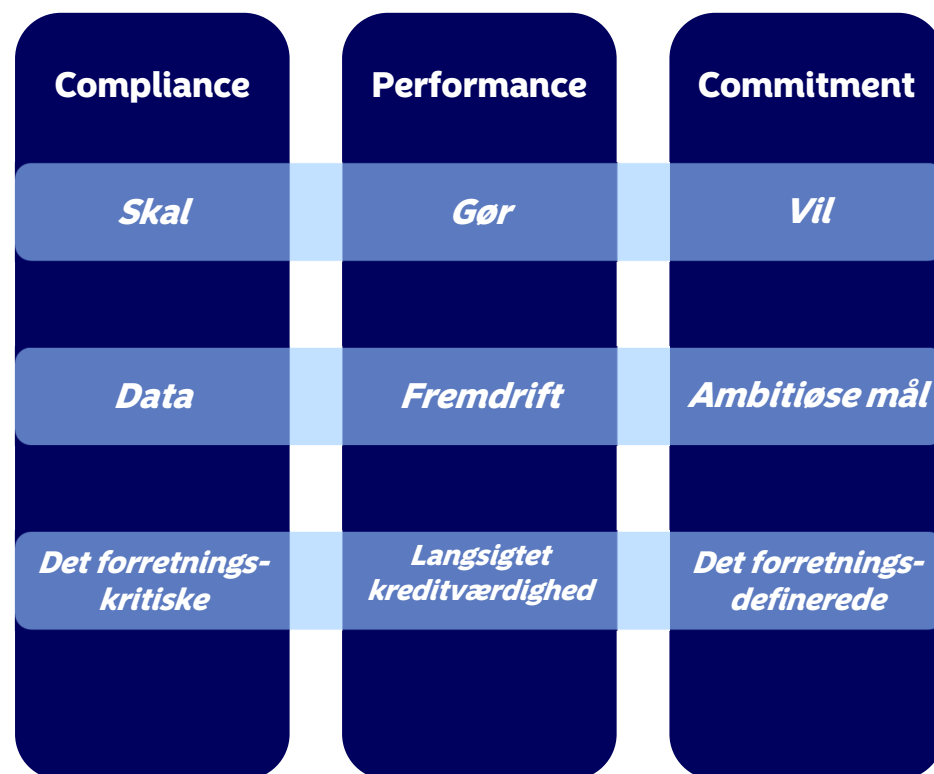 Compliance
Performance
Commitment
Skal
Gør
Vil
Data
Fremdrift
Ambitiøse mål
Det forretnings-
kritiske
Langsigtet
kreditværdighed
Det forretnings-
definerede